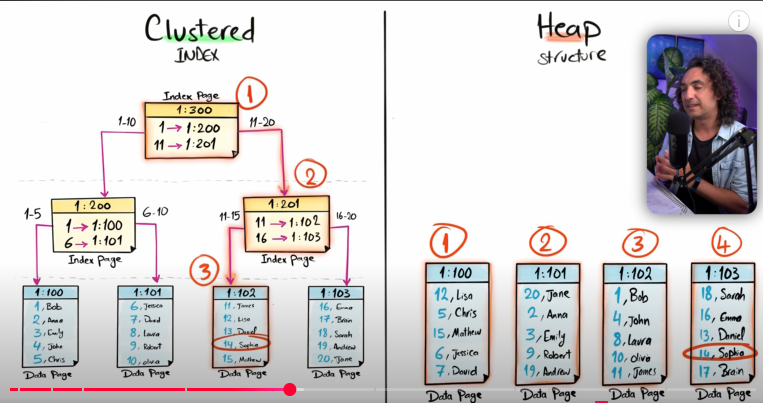 Clustered
INDEX
Index Page
1
1:300
1 → 1:200
11 → 1:201
1-10
11-20
2
1:200
1 → 1:100
6 → 1:101
Index Page
1:201
11 → 1:102
16 → 1:103
Index Page
1-5
6-10
11-15
16-20
3
1:100
1, Bob
2, Anna
3, Emily
4, John
5, Chris
Data Page
1:101
6, Jessica
7, David
8, Laura
9, Robert
10, Olivia
Data Page
1:102
11, James
12, Lisa
13, Daniel
14, Sophia
15, Mathew
Data Page
1:103
16, Emma
17, Brian
18, Sarah
19, Andrew
20, Jane
Data Page
Heap
structure
1
1:100
12, Lisa
5, Chris
15, Mathew
6, Jessica
7, David
Data Page
2
1:101
20, Jane
2, Anna
3, Emily
9, Robert
19, Andrew
Data Page
3
1:102
1, Bob
4, John
8, Laura
10, Olivia
11, James
Data Page
4
1:103
18, Sarah
16, Emma
13, Daniel
14, Sophia
17, Brain
Data Page